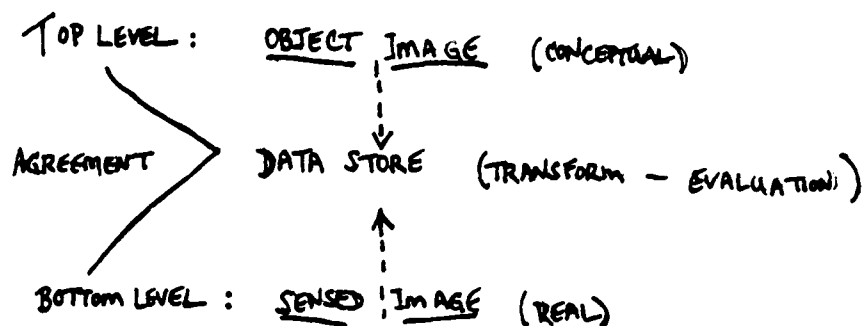 TOP LEVEL : OBJECT IMAGE (CONCEPTUAL)
AGREEMENT DATA STORE (TRANSFORM - EVALUATION)
BOTTOM LEVEL : SENSED IMAGE (REAL)